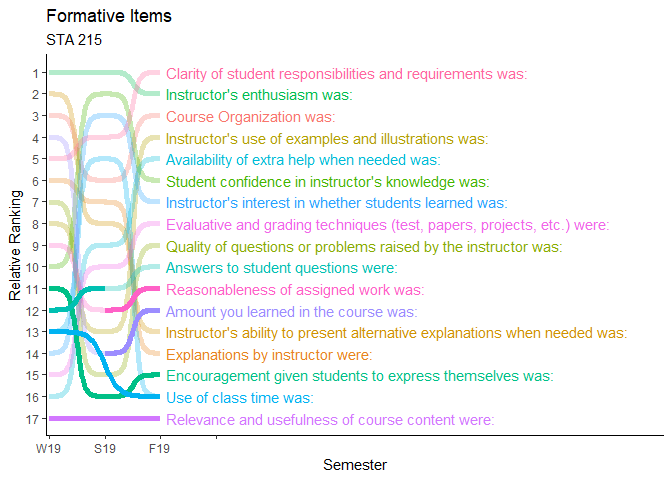 Formative Items
STA 215
Relative Ranking
1
2
3
4
5
6
7
8
9
10
11
12
13
14
15
16
17
Clarity of student responsibilities and requirements was:
Instructor's enthusiasm was:
Course Organization was:
Instructor's use of examples and illustrations was:
Availability of extra help when needed was:
Student confidence in instructor's knowledge was:
Instructor's interest in whether students learned was:
Evaluative and grading techniques (test, papers, projects, etc.) were:
Quality of questions or problems raised by the instructor was:
Answers to student questions were:
Reasonableness of assigned work was:
Amount you learned in the course was:
Instructor's ability to present alternative explanations when needed was:
Explanations by instructor were:
Encouragement given students to express themselves was:
Use of class time was:
Relevance and usefulness of course content were:
W19 S19 F19
Semester